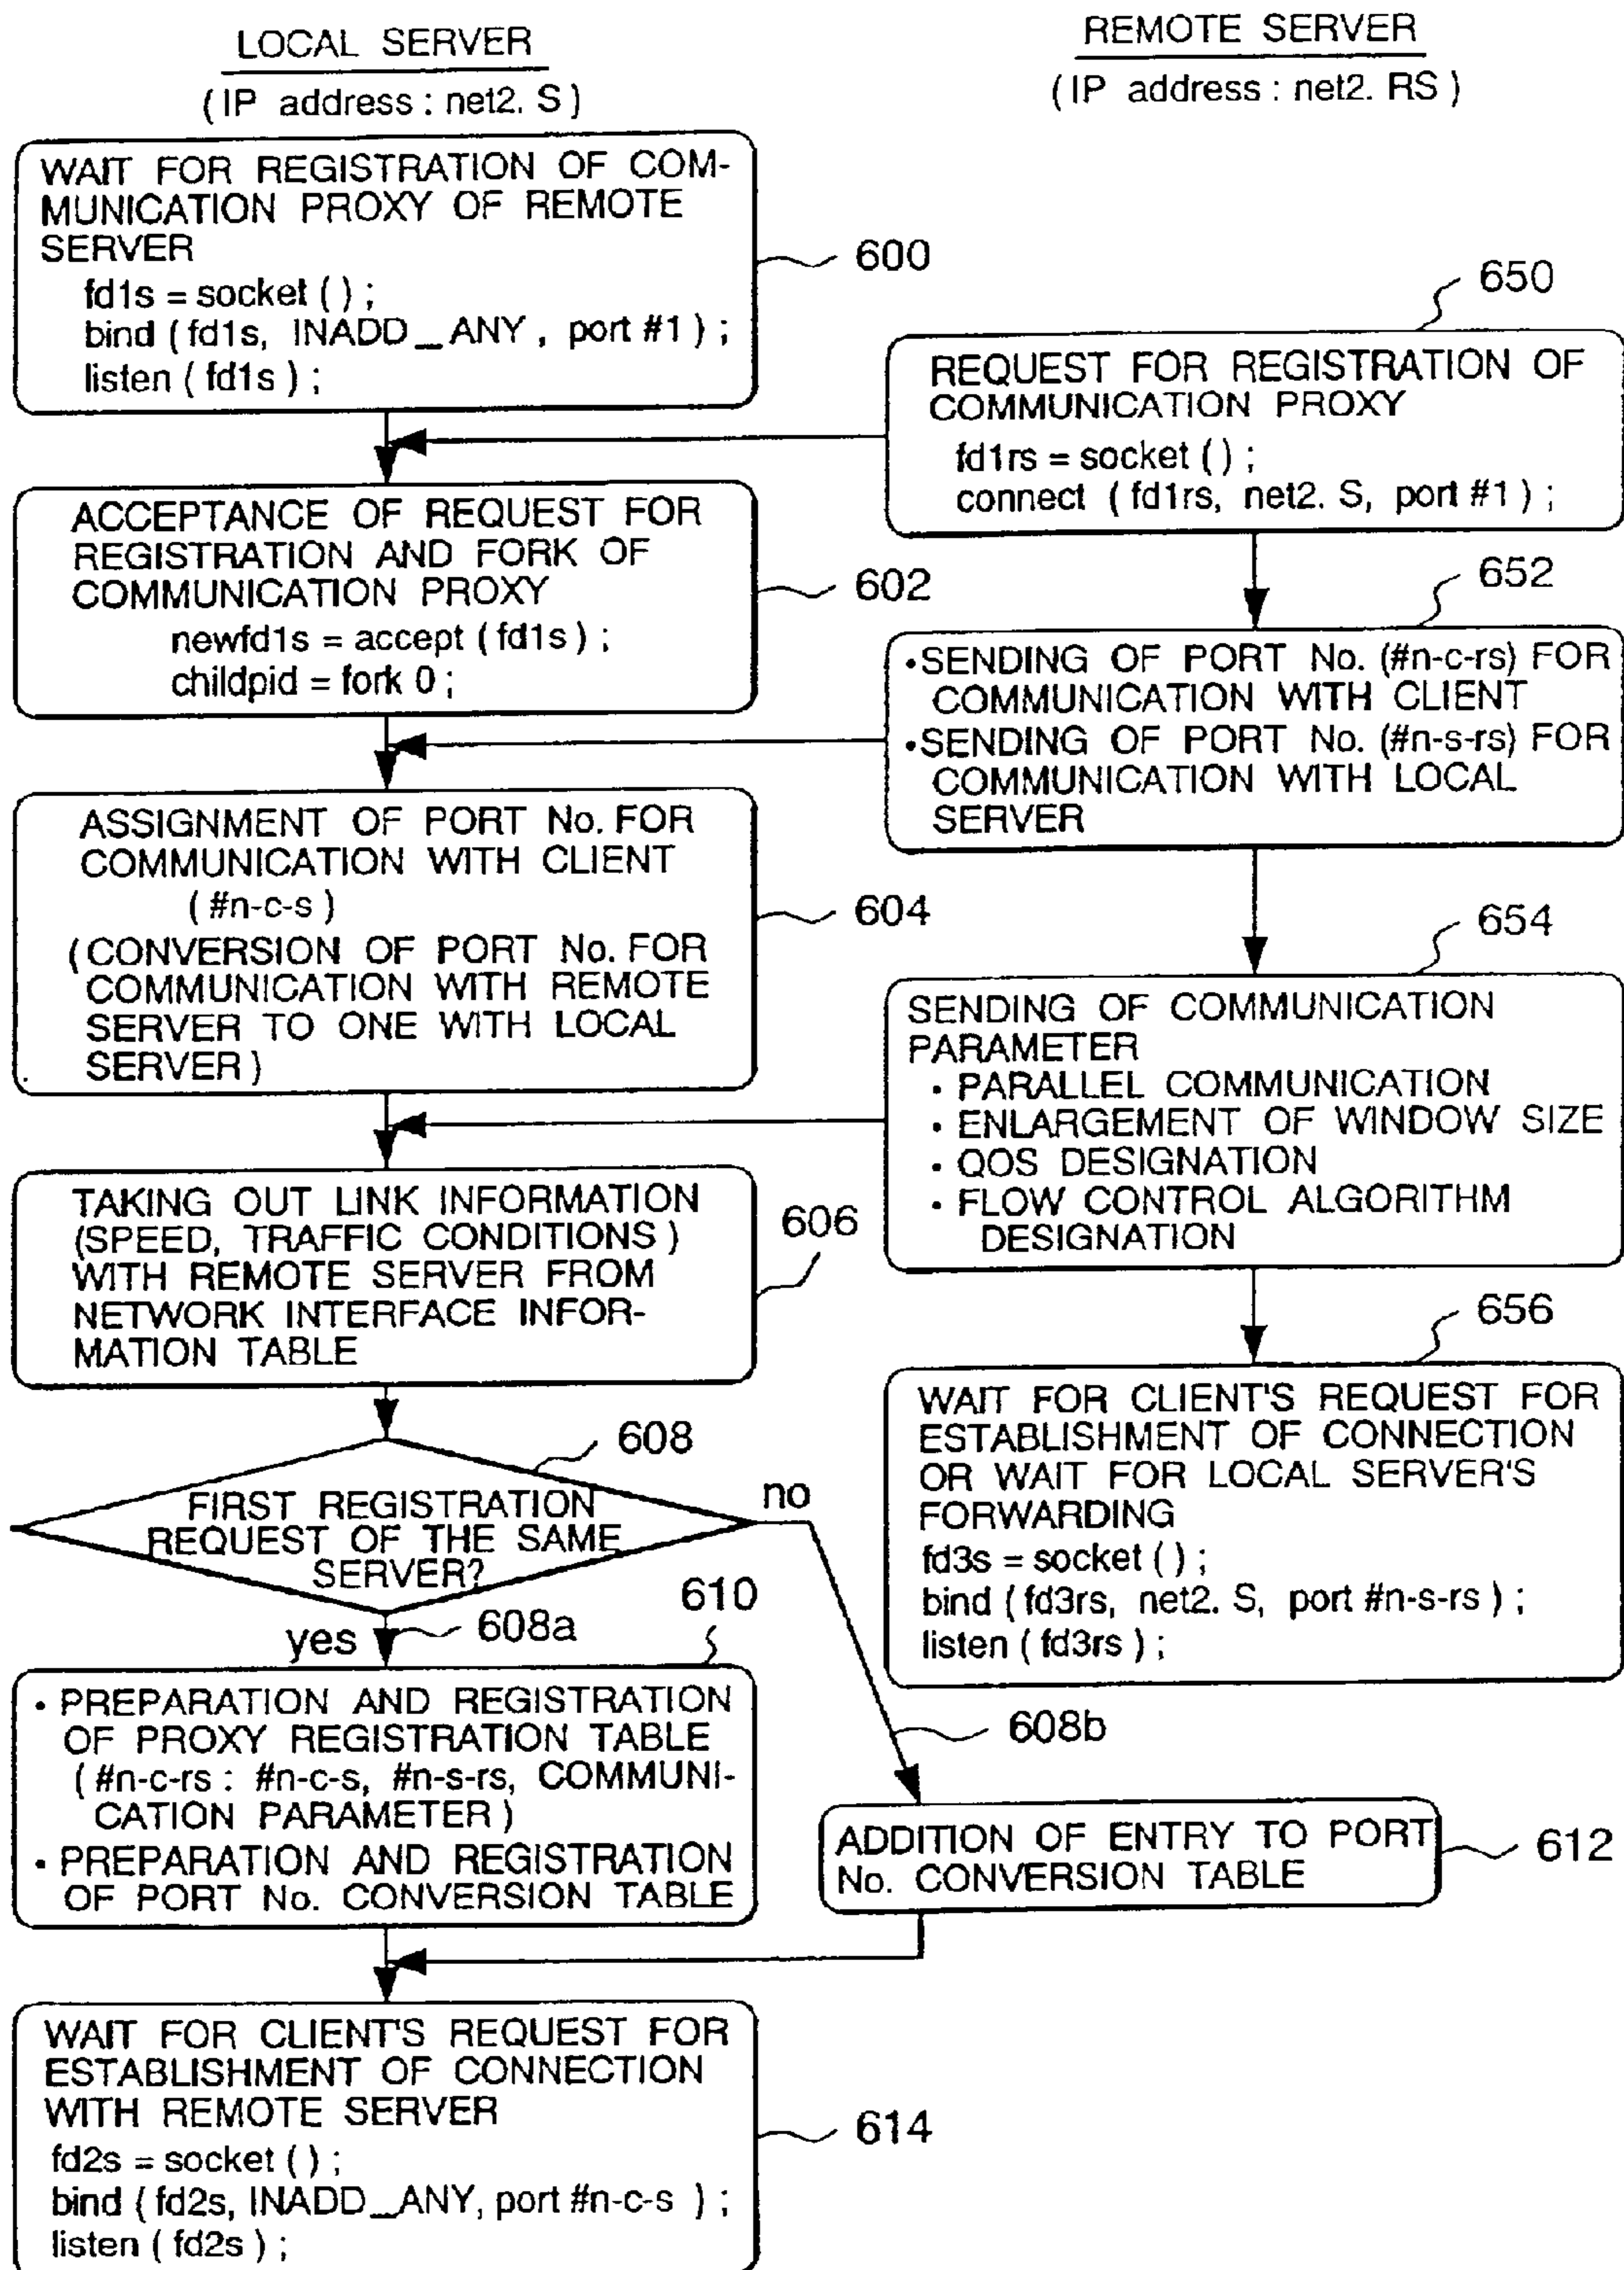 LOCAL SERVER
(IP address : net2. S)
WAIT FOR REGISTRATION OF COM-
MUNICATION PROXY OF REMOTE
SERVER
fd1s = socket ( ) ;
bind ( fd1s, INADD_ANY , port #1 ) ;
listen ( fd1s ) ;
600
ACCEPTANCE OF REQUEST FOR
REGISTRATION AND FORK OF
COMMUNICATION PROXY
newfd1s = accept ( fd1s ) ;
childpid = fork 0 ;
602
ASSIGNMENT OF PORT No. FOR
COMMUNICATION WITH CLIENT
( #n-c-s )
(CONVERSION OF PORT No. FOR
COMMUNICATION WITH REMOTE
SERVER TO ONE WITH LOCAL
SERVER )
604
TAKING OUT LINK INFORMATION
(SPEED, TRAFFIC CONDITIONS )
WITH REMOTE SERVER FROM
NETWORK INTERFACE INFOR-
MATION TABLE
606
608
FIRST REGISTRATION
REQUEST OF THE SAME
SERVER?
no
yes
608a
610
• PREPARATION AND REGISTRATION
OF PROXY REGISTRATION TABLE
( #n-c-rs : #n-c-s, #n-s-rs, COMMUNI-
CATION PARAMETER )
• PREPARATION AND REGISTRATION
OF PORT No. CONVERSION TABLE
608b
ADDITION OF ENTRY TO PORT
No. CONVERSION TABLE
612
WAIT FOR CLIENT'S REQUEST FOR
ESTABLISHMENT OF CONNECTION
WITH REMOTE SERVER
fd2s = socket ( ) ;
bind ( fd2s, INADD_ANY, port #n-c-s ) ;
listen ( fd2s ) ;
614
REMOTE SERVER
(IP address : net2. RS )
650
REQUEST FOR REGISTRATION OF
COMMUNICATION PROXY
fd1rs = socket ( ) ;
connect ( fd1rs, net2. S, port #1 ) ;
652
•SENDING OF PORT No. (#n-c-rs) FOR
COMMUNICATION WITH CLIENT
•SENDING OF PORT No. (#n-s-rs) FOR
COMMUNICATION WITH LOCAL
SERVER
654
SENDING OF COMMUNICATION
PARAMETER
• PARALLEL COMMUNICATION
• ENLARGEMENT OF WINDOW SIZE
• QOS DESIGNATION
• FLOW CONTROL ALGORITHM
DESIGNATION
656
WAIT FOR CLIENT'S REQUEST FOR
ESTABLISHMENT OF CONNECTION
OR WAIT FOR LOCAL SERVER'S
FORWARDING
fd3s = socket ( ) ;
bind ( fd3rs, net2. S, port #n-s-rs ) ;
listen ( fd3rs ) ;